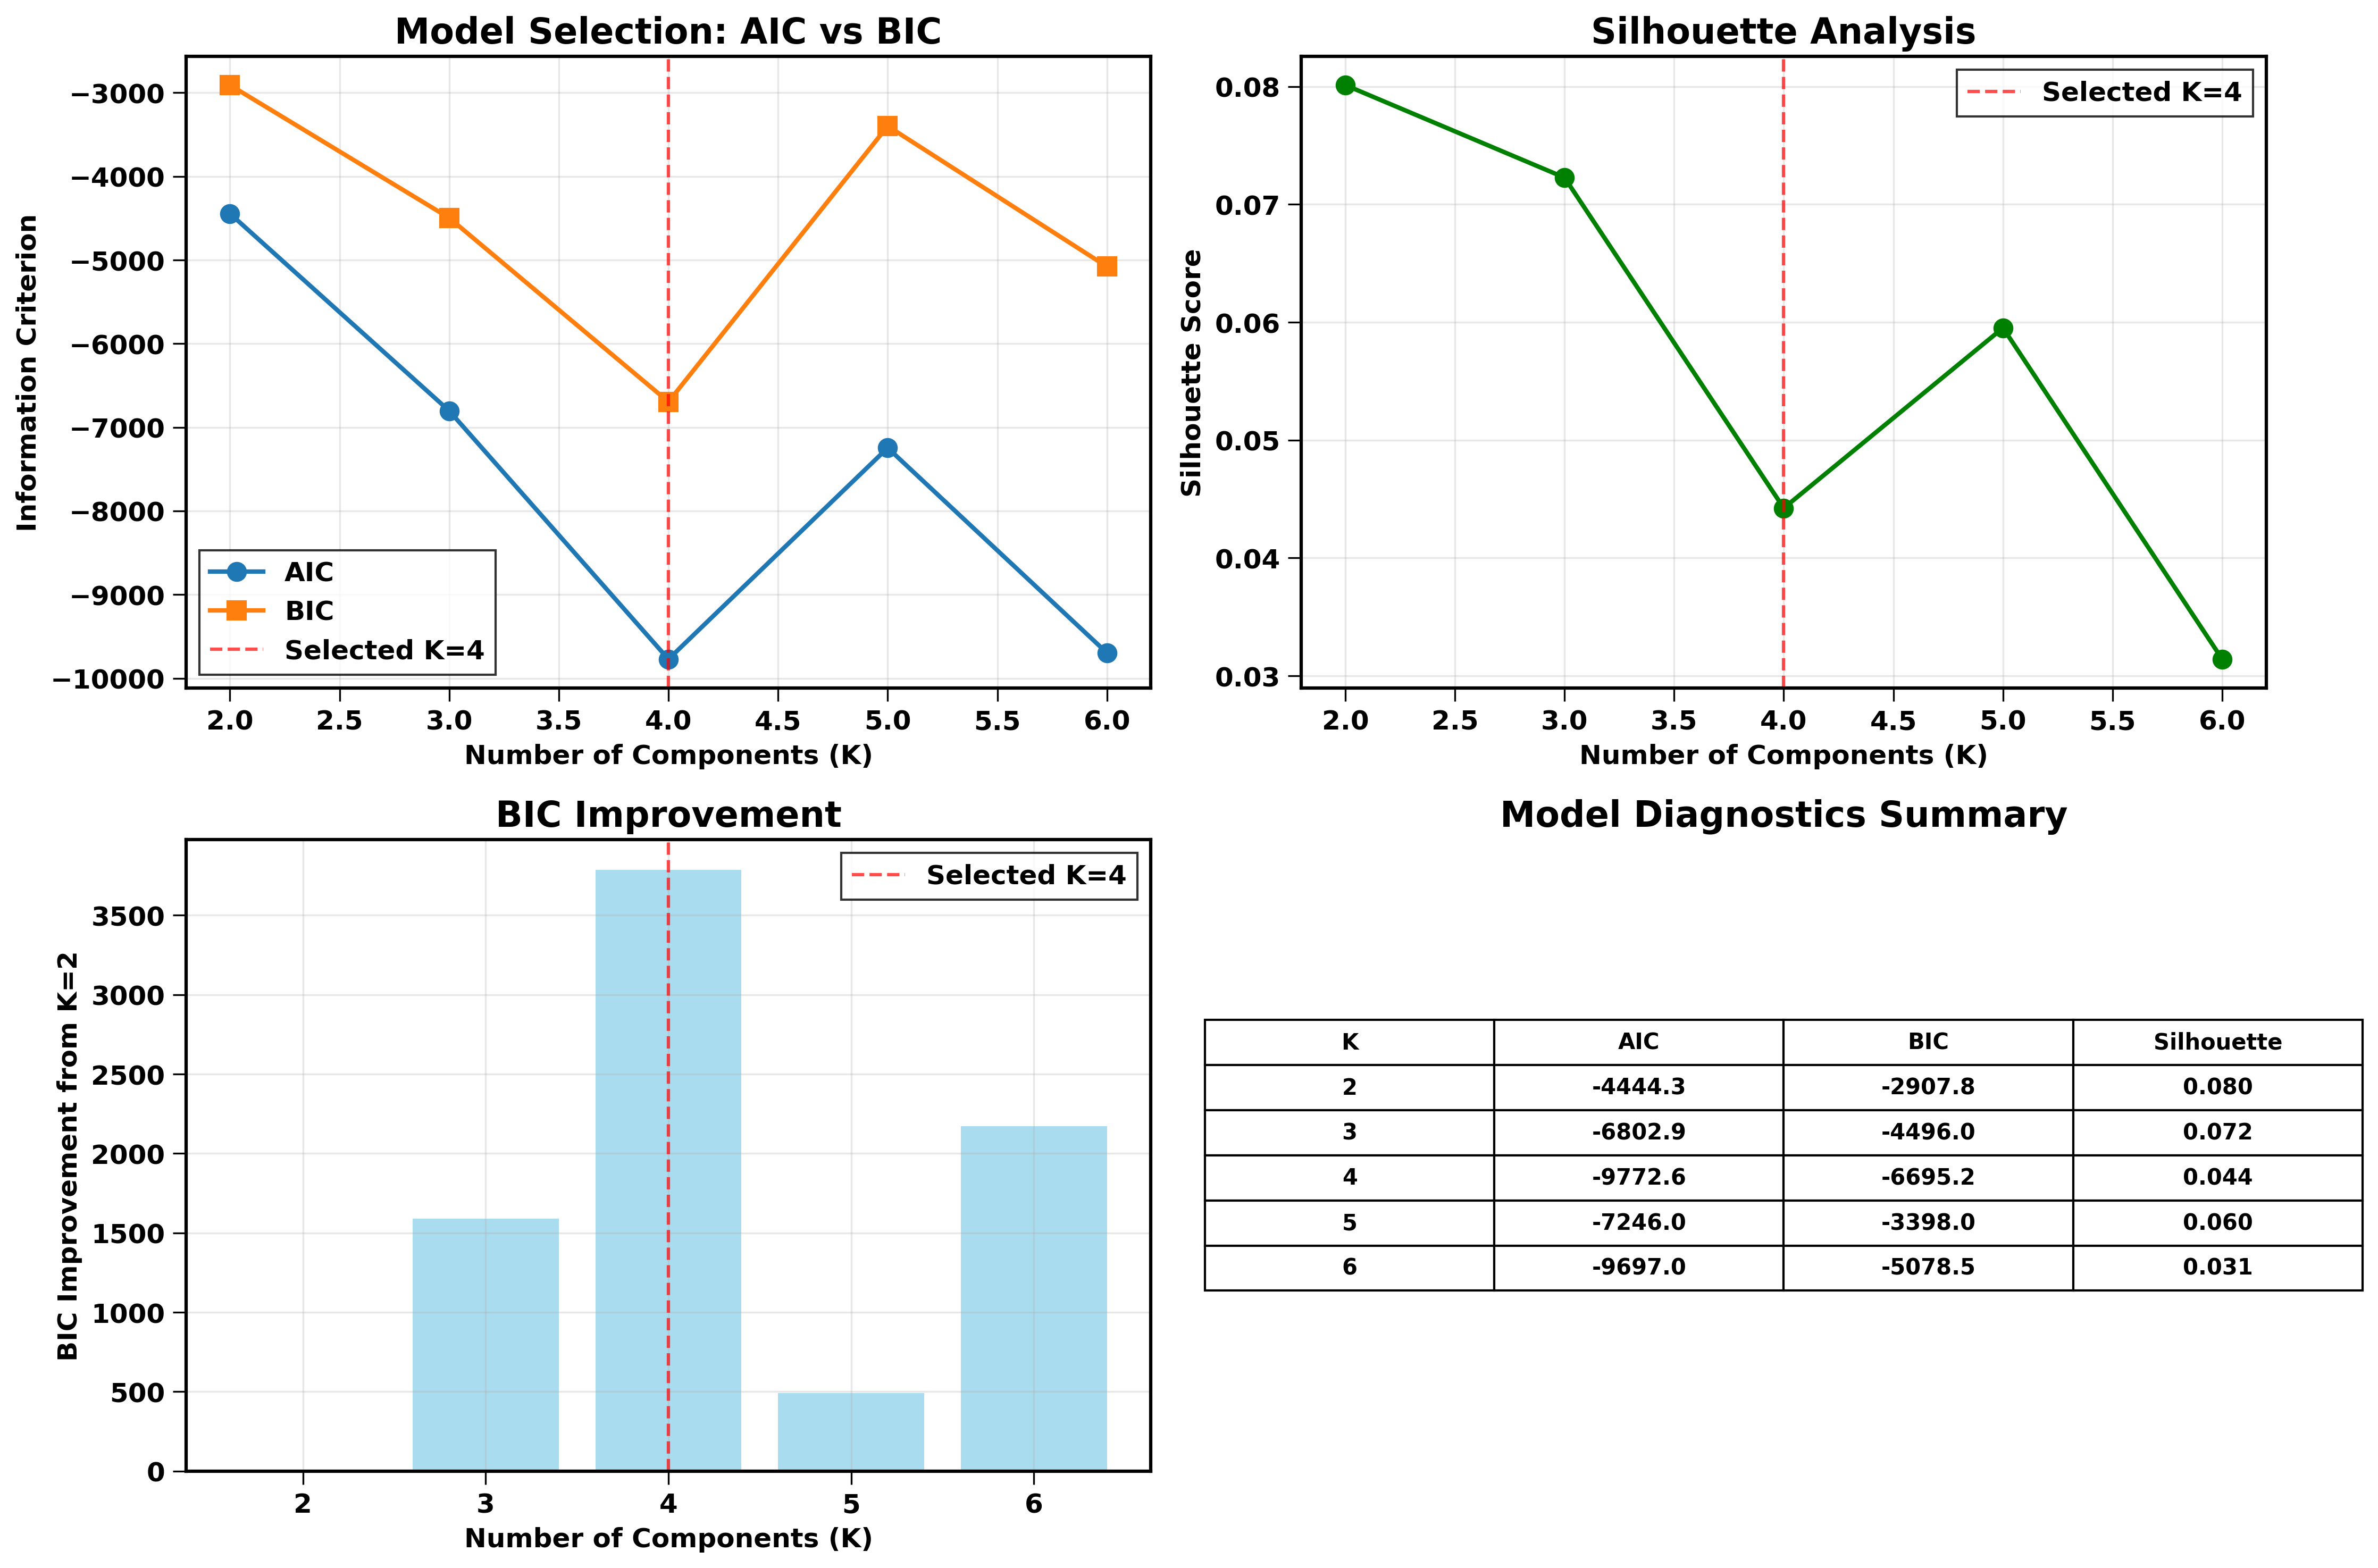 Model Selection: AIC vs BIC
Information Criterion
−3000
−4000
−5000
−6000
−7000
−8000
−9000
−10000
AIC
BIC
Selected K=4
2.0 2.5 3.0 3.5 4.0 4.5 5.0 5.5 6.0
Number of Components (K)
Silhouette Analysis
Silhouette Score
0.08
0.07
0.06
0.05
0.04
0.03
Selected K=4
2.0 2.5 3.0 3.5 4.0 4.5 5.0 5.5 6.0
Number of Components (K)
BIC Improvement
BIC Improvement from K=2
3500
3000
2500
2000
1500
1000
500
0
Selected K=4
2 3 4 5 6
Number of Components (K)
Model Diagnostics Summary
K AIC BIC Silhouette
2 -4444.3 -2907.8 0.080
3 -6802.9 -4496.0 0.072
4 -9772.6 -6695.2 0.044
5 -7246.0 -3398.0 0.060
6 -9697.0 -5078.5 0.031